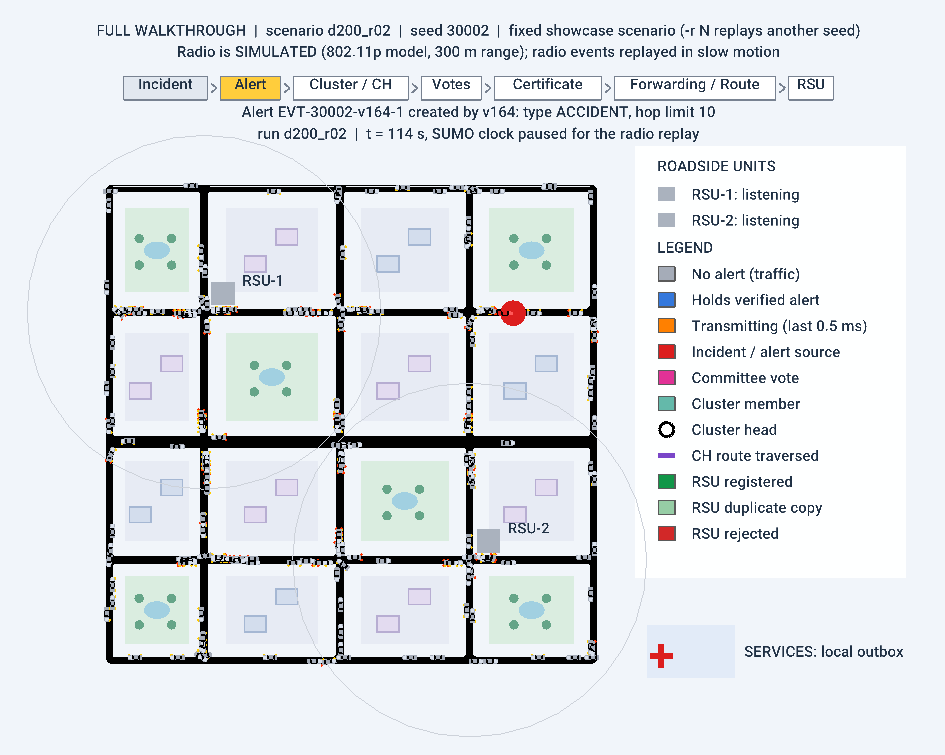 FULL WALKTHROUGH | scenario d200_r02 | seed 30002 | fixed showcase scenario (-r N replays another seed)
Radio is SIMULATED (802.11p model, 300 m range); radio events replayed in slow motion
Incident > Alert > Cluster / CH > Votes > Certificate > Forwarding / Route > RSU
Alert EVT-30002-v164-1 created by v164: type ACCIDENT, hop limit 10
run d200_r02 | t = 114 s, SUMO clock paused for the radio replay
ROADSIDE UNITS
RSU-1: listening
RSU-2: listening
LEGEND
No alert (traffic)
Holds verified alert
Transmitting (last 0.5 ms)
Incident / alert source
Committee vote
Cluster member
Cluster head
CH route traversed
RSU registered
RSU duplicate copy
RSU rejected
RSU-1
RSU-2
SERVICES: local outbox